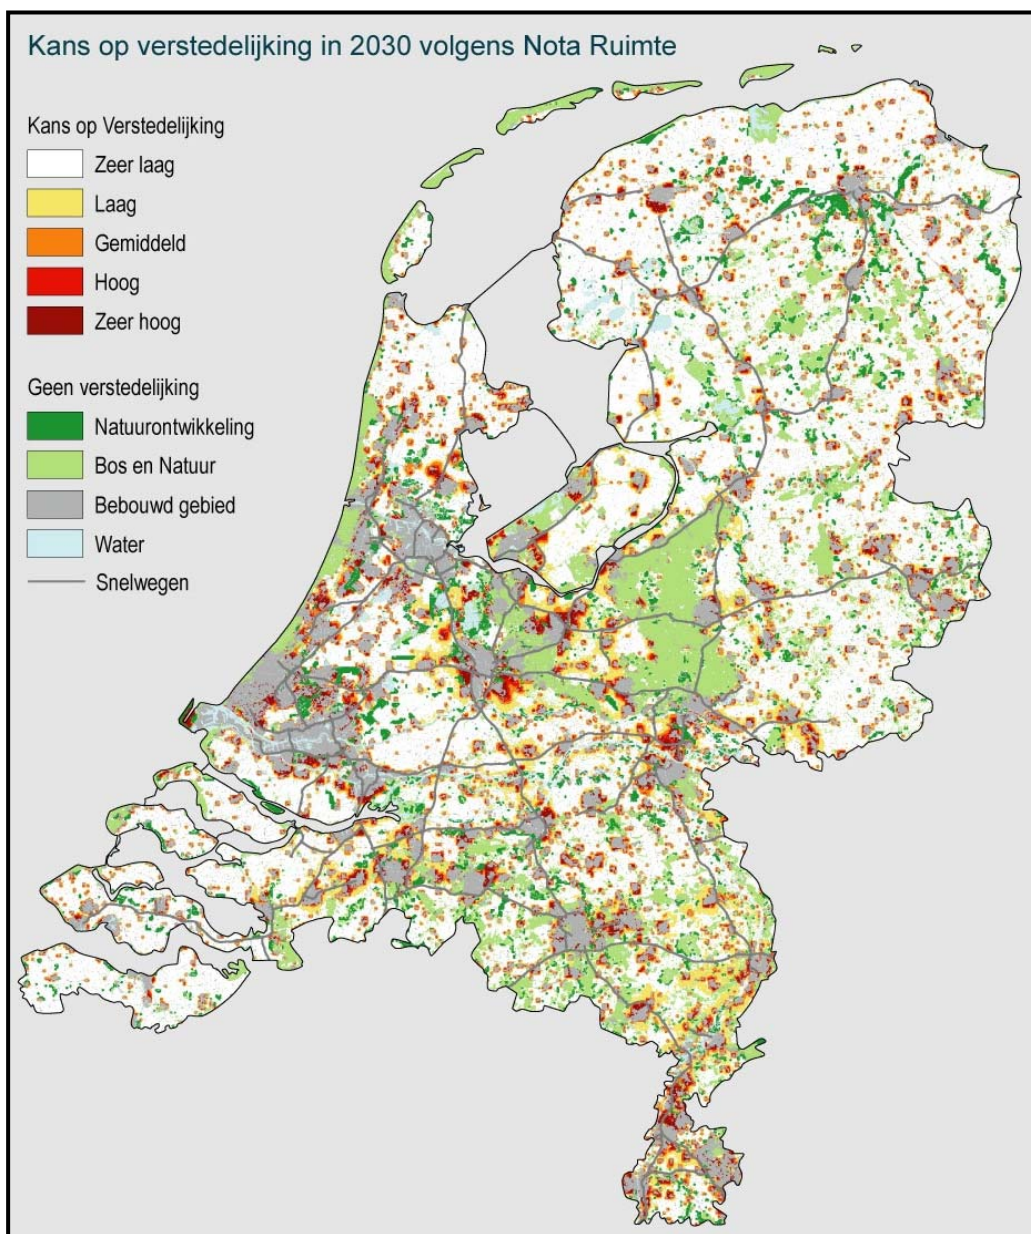 Kans op verstedelijking in 2030 volgens Nota Ruimte
Kans op Verstedelijking
Zeer laag
Laag
Gemiddeld
Hoog
Zeer hoog
Geen verstedelijking
Natuurontwikkeling
Bos en Natuur
Bebouwd gebied
Water
Snelwegen